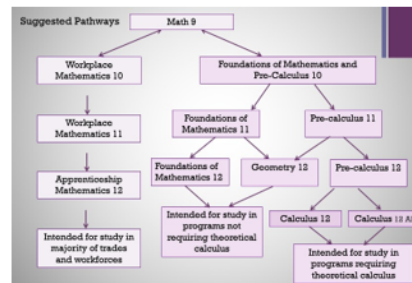 Suggested Pathways
Math 9
Workplace
Mathematics 10
Foundations of Mathematics and
Pre-Calculus 10
Workplace
Mathematics 11
Foundations of
Mathematics 11
Pre-calculus 11
Apprenticeship
Mathematics 12
Foundations of
Mathematics 12
Geometry 12
Pre-calculus 12
Intended for study in
majority of trades
and workforces
Intended for study in
programs not
requiring theoretical
calculus
Calculus 12
Calculus 12 A
Intended for study in
programs requiring
theoretical calculus